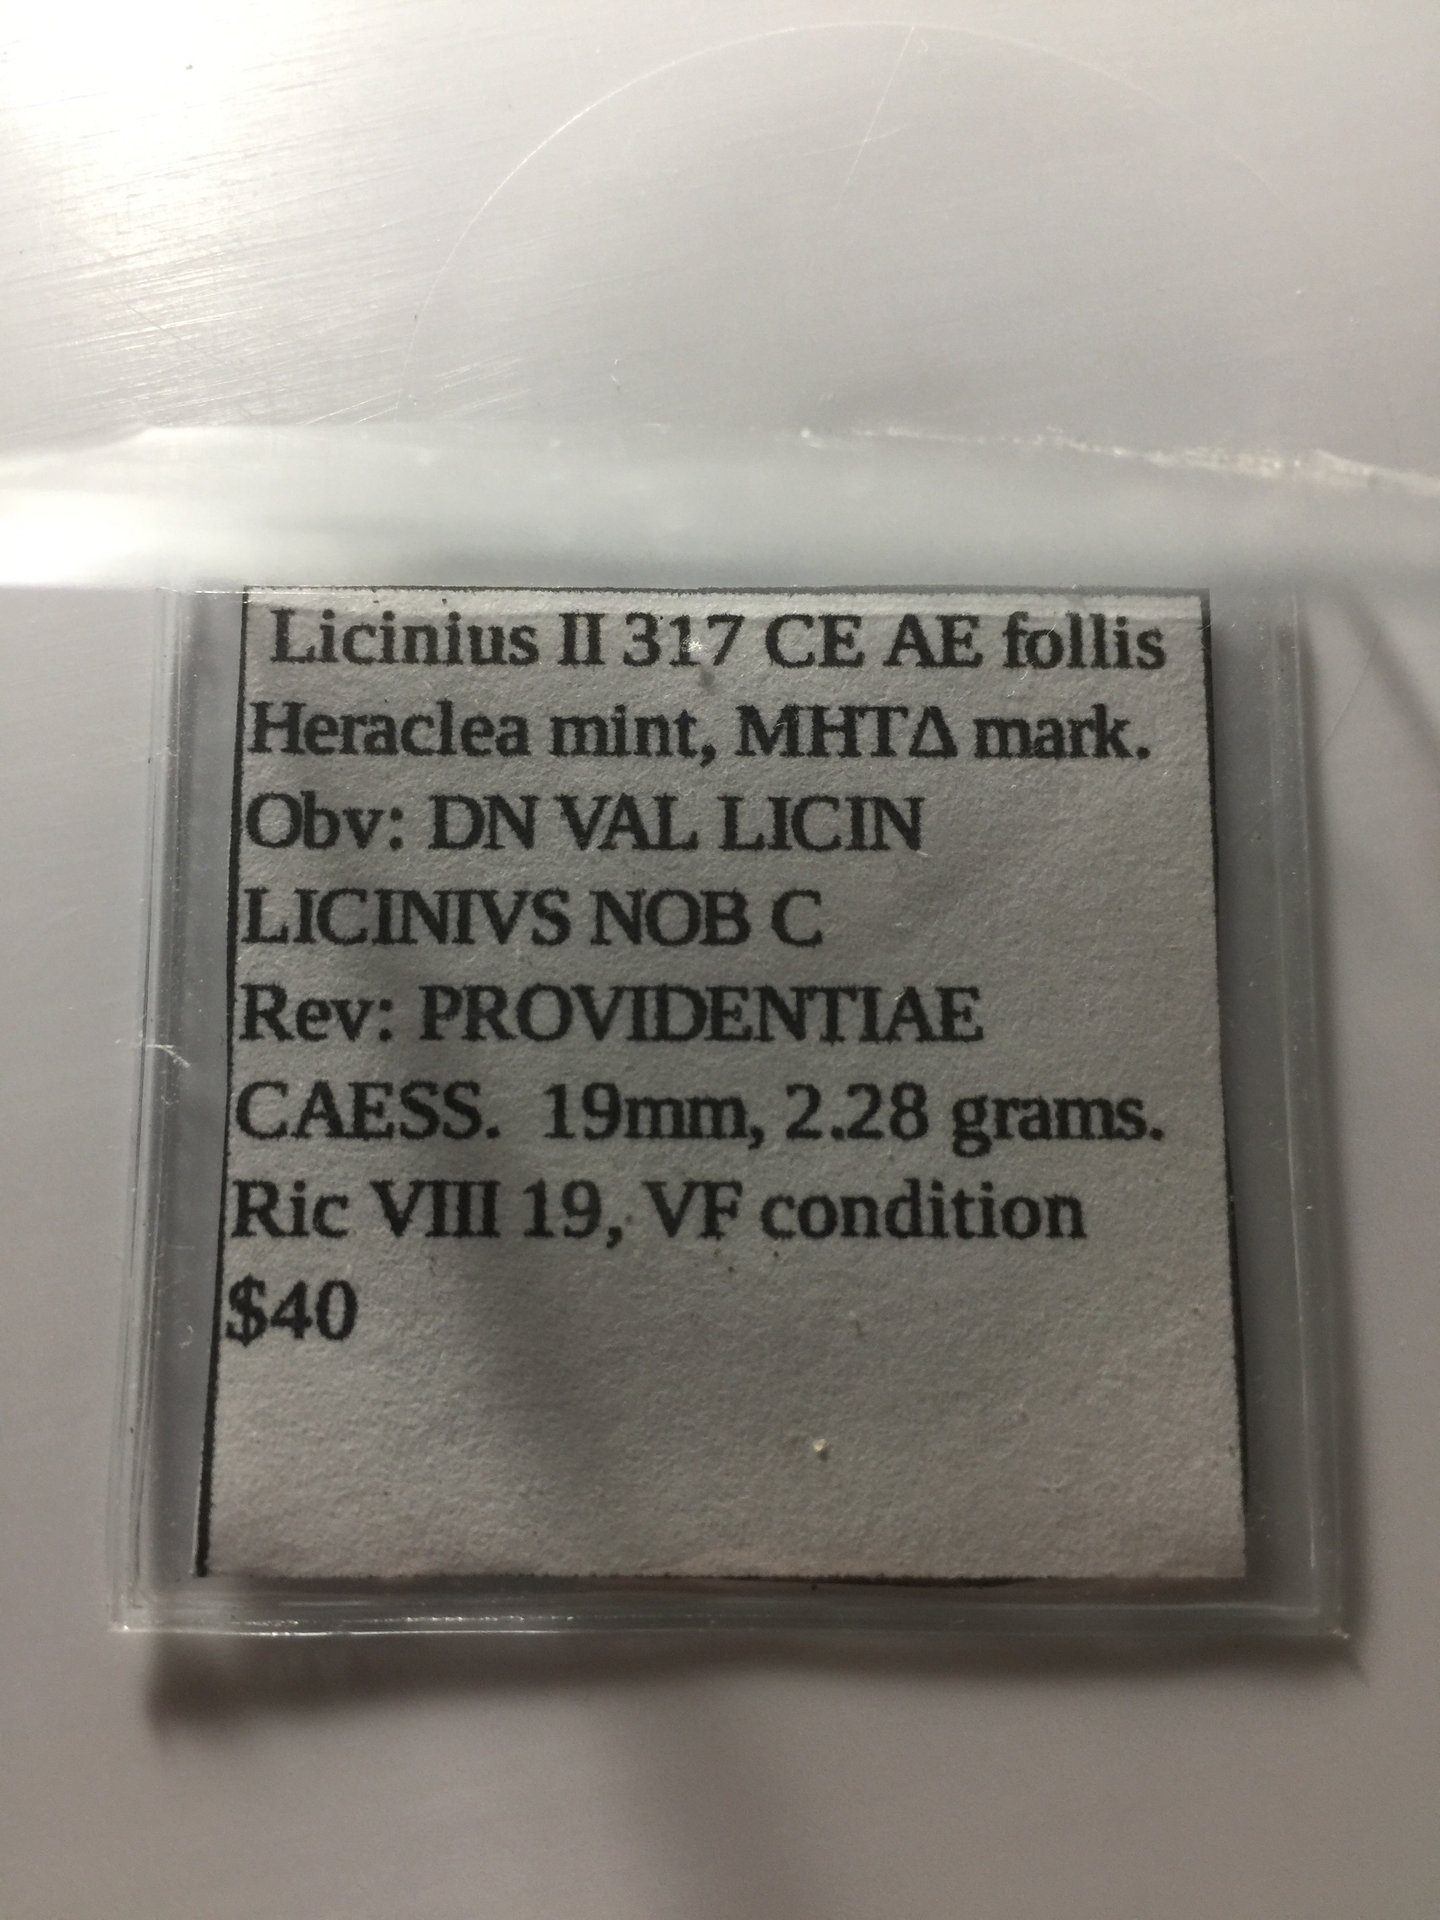 Licinius II 317 CE AE follis
Heraclea mint, MHTΔ mark.
Obv: DN VAL LICIN
LICINIVS NOB C
Rev: PROVIDENTIAE
CAESS. 19mm, 2.28 grams.
Ric VIII 19, VF condition
$40